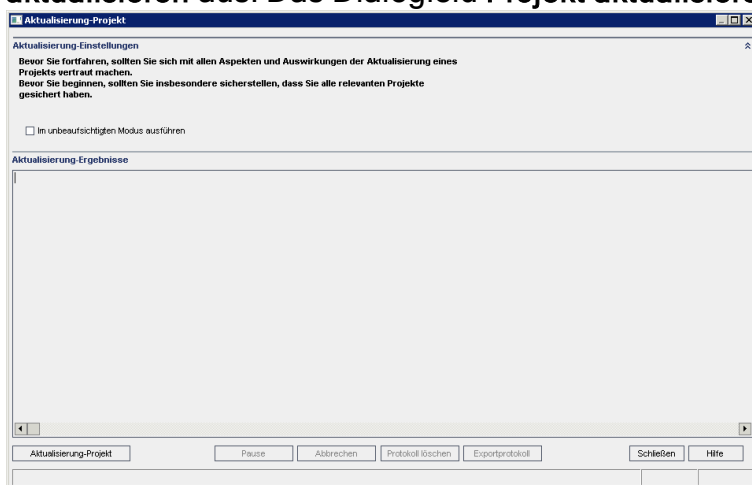 aktualisieren aus. Das Dialogfeld Projekt aktualisiere
Aktualisierung-Projekt
Aktualisierung-Einstellungen
Bevor Sie fortfahren, sollten Sie sich mit allen Aspekten und Auswirkungen der Aktualisierung eines
Projekts vertraut machen.
Bevor Sie beginnen, sollten Sie insbesondere sicherstellen, dass Sie alle relevanten Projekte
gesichert haben.
Im unbeaufsichtigten Modus ausführen
Aktualisierung-Ergebnisse
Aktualisierung-Projekt Pause Abbrechen Protokoll löschen Exportprotokoll Schließen Hilfe